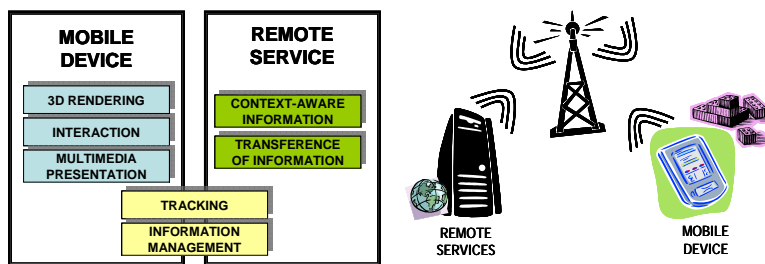 MOBILE
DEVICE
3D RENDERING
INTERACTION
MULTIMEDIA
PRESENTATION
REMOTE
SERVICE
CONTEXT-AWARE
INFORMATION
TRANSFERENCE
OF INFORMATION
TRACKING
INFORMATION
MANAGEMENT
REMOTE
SERVICES
MOBILE
DEVICE